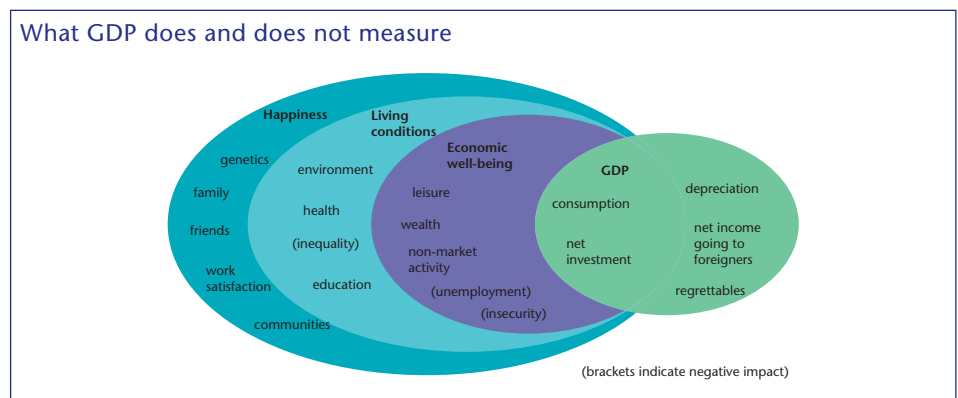 What GDP does and does not measure
Happiness
genetics
family
friends
work
satisfaction
communities
Living
conditions
environment
health
(inequality)
education
Economic
well-being
leisure
wealth
non-market
activity
(unemployment)
(insecurity)
GDP
consumption
net
investment
depreciation
net income
going to
foreigners
regrettables
(brackets indicate negative impact)